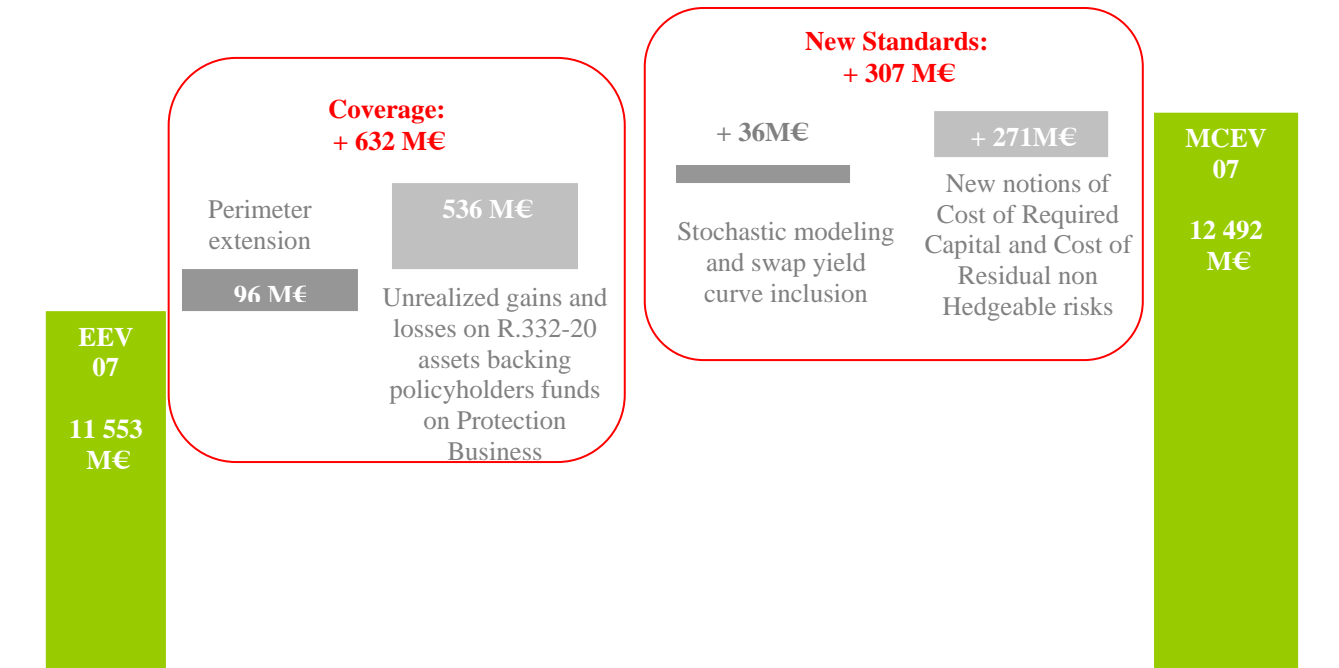 EEV
07
11 553
M€
Coverage:
+ 632 M€
Perimeter
extension
96 M€
536 M€
Unrealized gains and
losses on R.332-20
assets backing
policyholders funds
on Protection
Business
New Standards:
+ 307 M€
+ 36M€
Stochastic modeling
and swap yield
curve inclusion
+ 271M€
New notions of
Cost of Required
Capital and Cost of
Residual non
Hedgeable risks
MCEV
07
12 492
M€